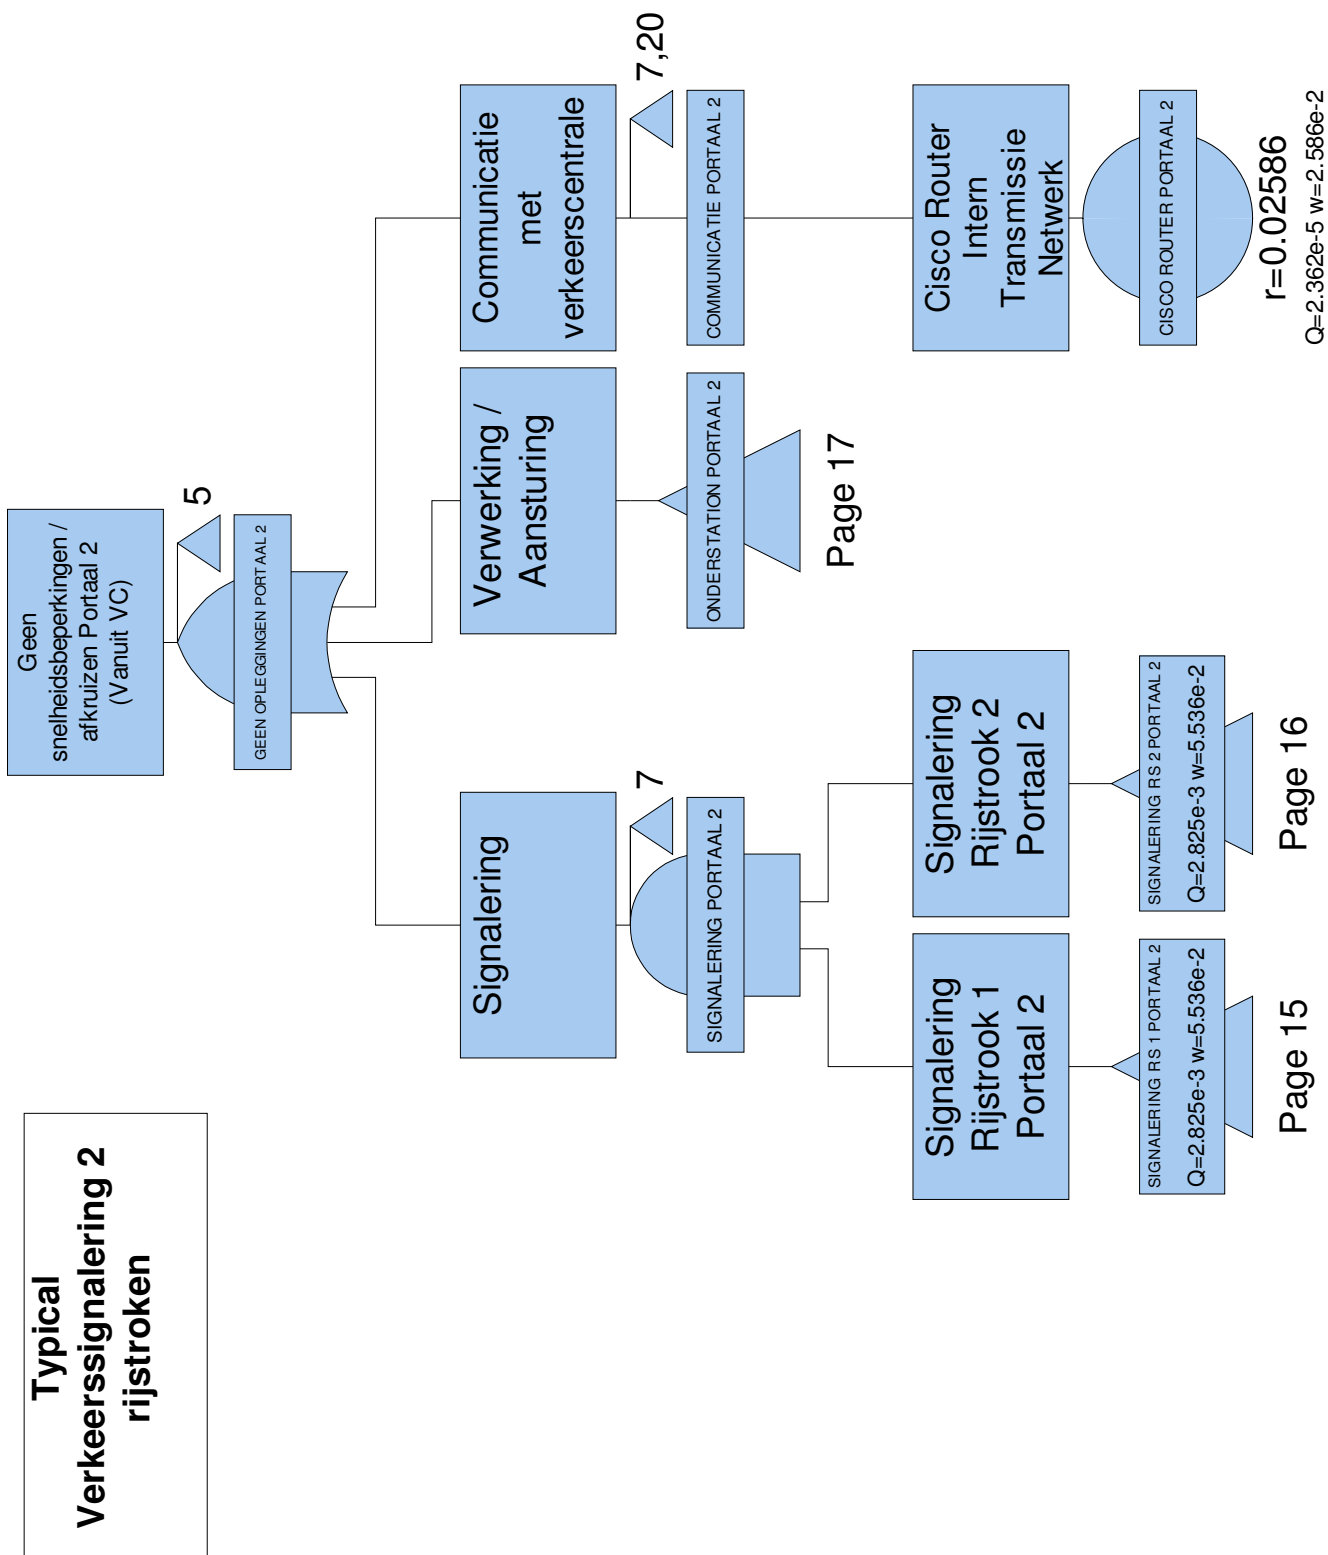 Typical
Verkeerssignalering 2
rijstroken
Geen
snelheidsbeperkingen /
afkruizen Portaal 2
(Vanuit VC)
5
GEEN OPLEGGINGEN PORTAAL 2
Signalering
7
SIGNALERING PORTAAL 2
Verwerking /
Aansturing
ONDERSTATION PORTAAL 2
Page 17
Communicatie
met
verkeerscentrale
7,20
COMMUNICATIE PORTAAL 2
Signalering
Rijstrook 1
Portaal 2
SIGNALERING RS 1 PORTAAL 2
Q=2.825e-3 w=5.536e-2
Page 15
Signalering
Rijstrook 2
Portaal 2
SIGNALERING RS 2 PORTAAL 2
Q=2.825e-3 w=5.536e-2
Page 16
Cisco Router
Intern
Transmissie
Netwerk
CISCO ROUTER PORTAAL 2
r=0.02586
Q=2.362e-5 w=2.586e-2